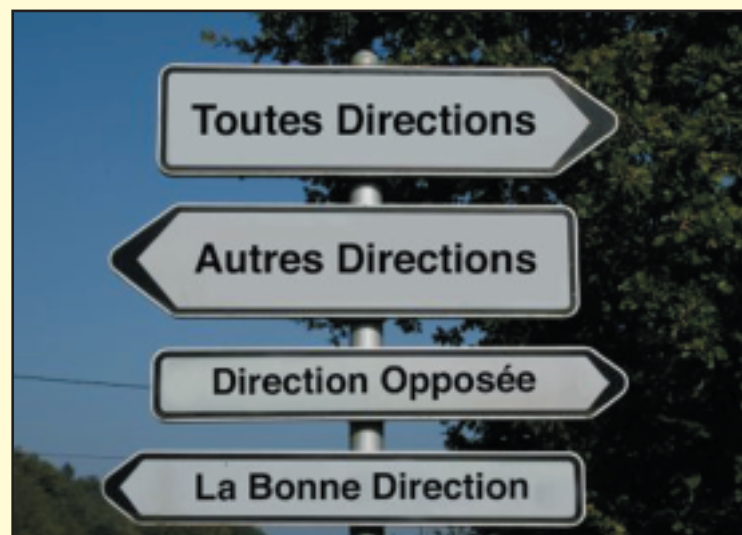 Toutes Directions
Autres Directions
Direction Opposée
La Bonne Direction